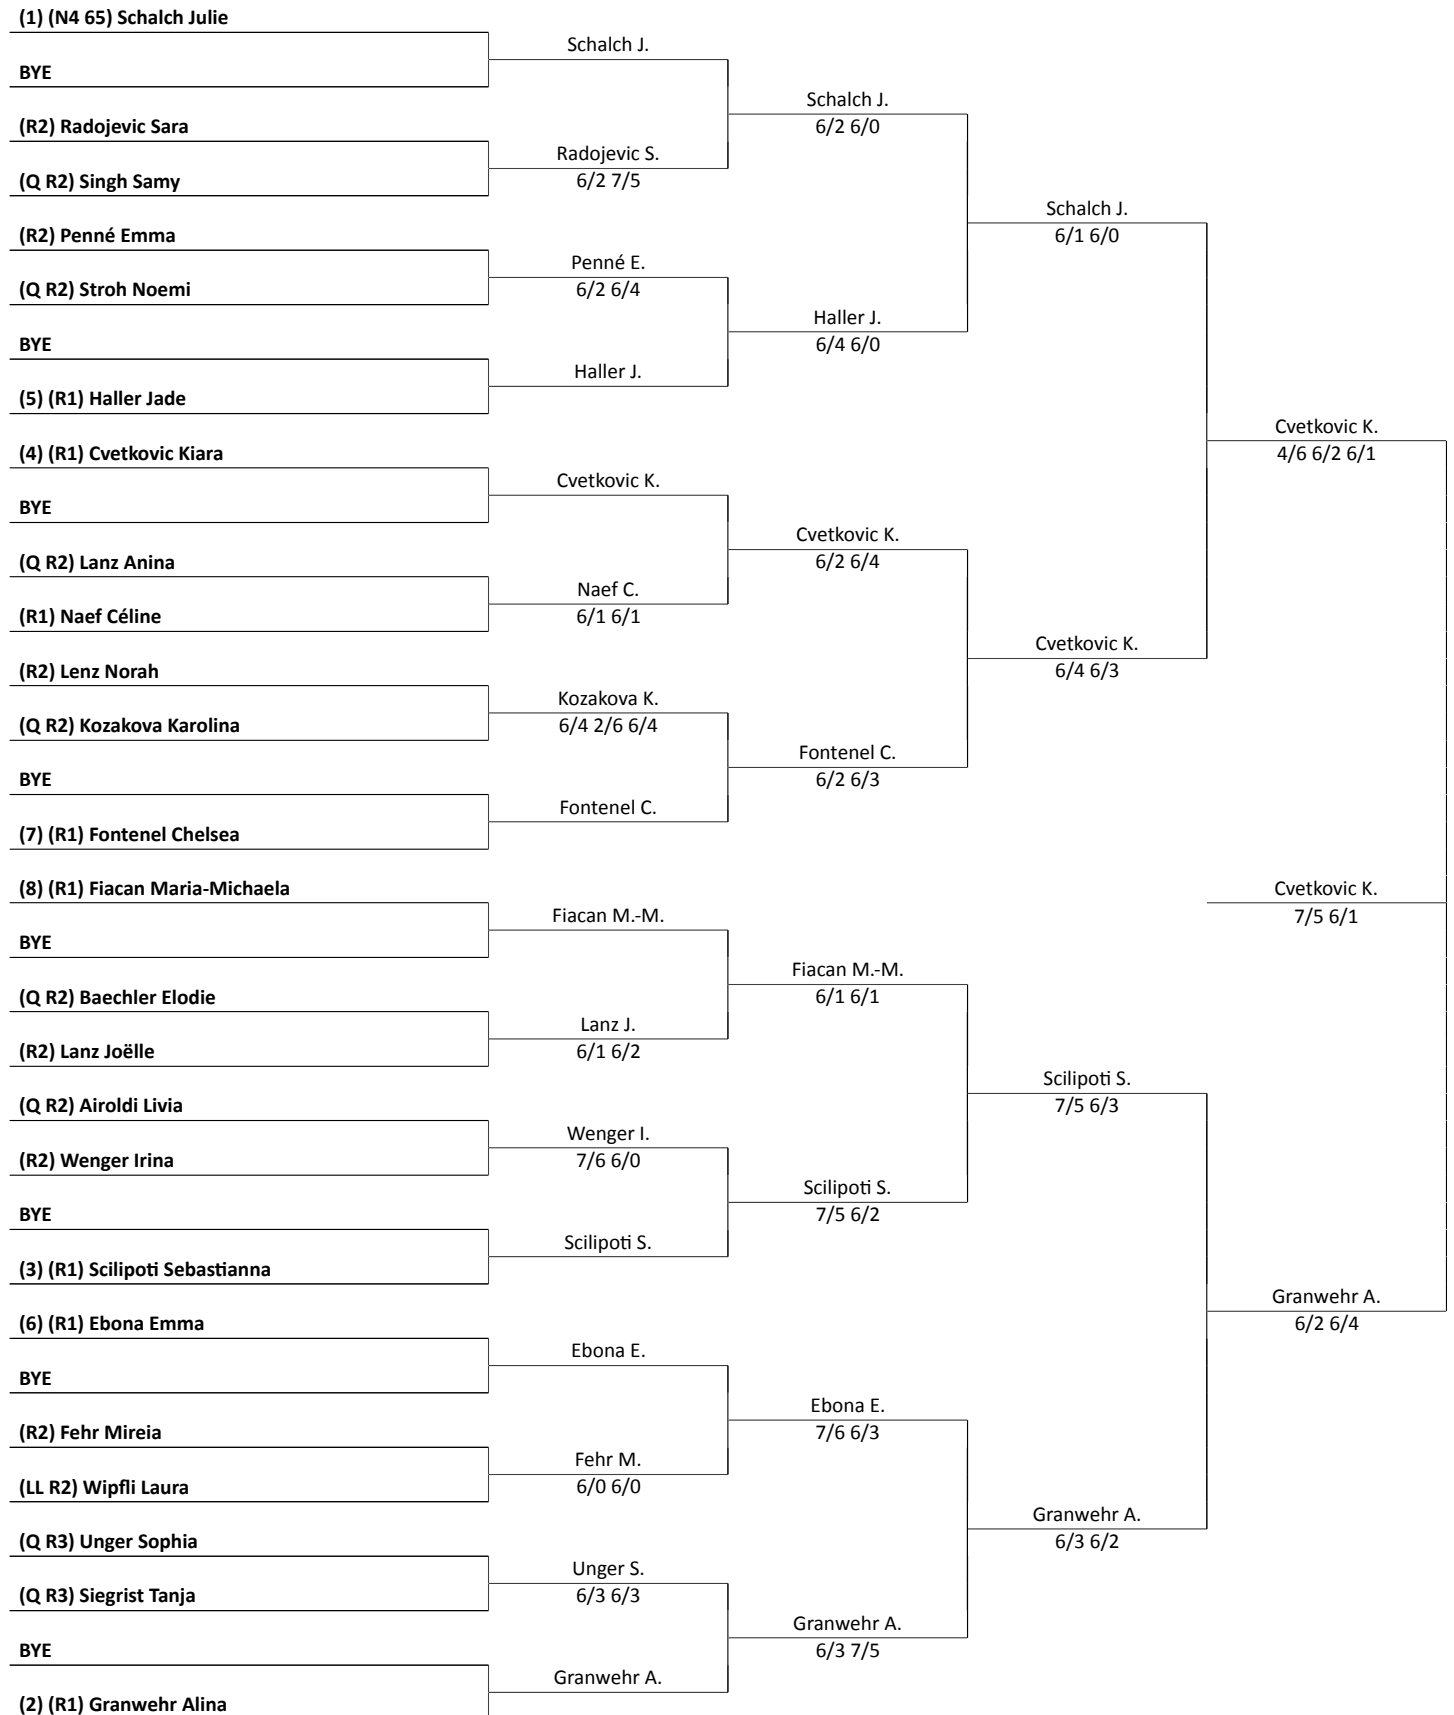 (1) (N4 65) Schalch Julie
Schalch J.
BYE
Schalch J.
6/2 6/0
(R2) Radojevic Sara
Radojevic S.
6/2 7/5
(Q R2) Singh Samy
Schalch J.
6/1 6/0
(R2) Penné Emma
Penné E.
6/2 6/4
(Q R2) Stroh Noemi
Haller J.
6/4 6/0
BYE
Haller J.
(5) (R1) Haller Jade
Cvetkovic K.
4/6 6/2 6/1
(4) (R1) Cvetkovic Kiara
Cvetkovic K.
BYE
Cvetkovic K.
6/2 6/4
(Q R2) Lanz Anina
Naef C.
6/1 6/1
(R1) Naef Céline
Cvetkovic K.
6/4 6/3
(R2) Lenz Norah
Kozakova K.
6/4 2/6 6/4
(Q R2) Kozakova Karolina
Fontenel C.
6/2 6/3
BYE
Fontenel C.
(7) (R1) Fontenel Chelsea
(8) (R1) Fiacan Maria-Michaela
Cvetkovic K.
7/5 6/1
Fiacan M.-M.
BYE
Fiacan M.-M.
6/1 6/1
(Q R2) Baechler Elodie
Lanz J.
6/1 6/2
(R2) Lanz Joëlle
Scilipoti S.
7/5 6/3
(Q R2) Airoldi Livia
Wenger I.
7/6 6/0
(R2) Wenger Irina
Scilipoti S.
7/5 6/2
BYE
Scilipoti S.
(3) (R1) Scilipoti Sebastianna
Granwehr A.
6/2 6/4
(6) (R1) Ebona Emma
Ebona E.
BYE
Ebona E.
7/6 6/3
(R2) Fehr Mireia
Fehr M.
6/0 6/0
(LL R2) Wipfli Laura
Granwehr A.
6/3 6/2
(Q R3) Unger Sophia
Unger S.
6/3 6/3
(Q R3) Siegrist Tanja
Granwehr A.
6/3 7/5
BYE
Granwehr A.
(2) (R1) Granwehr Alina